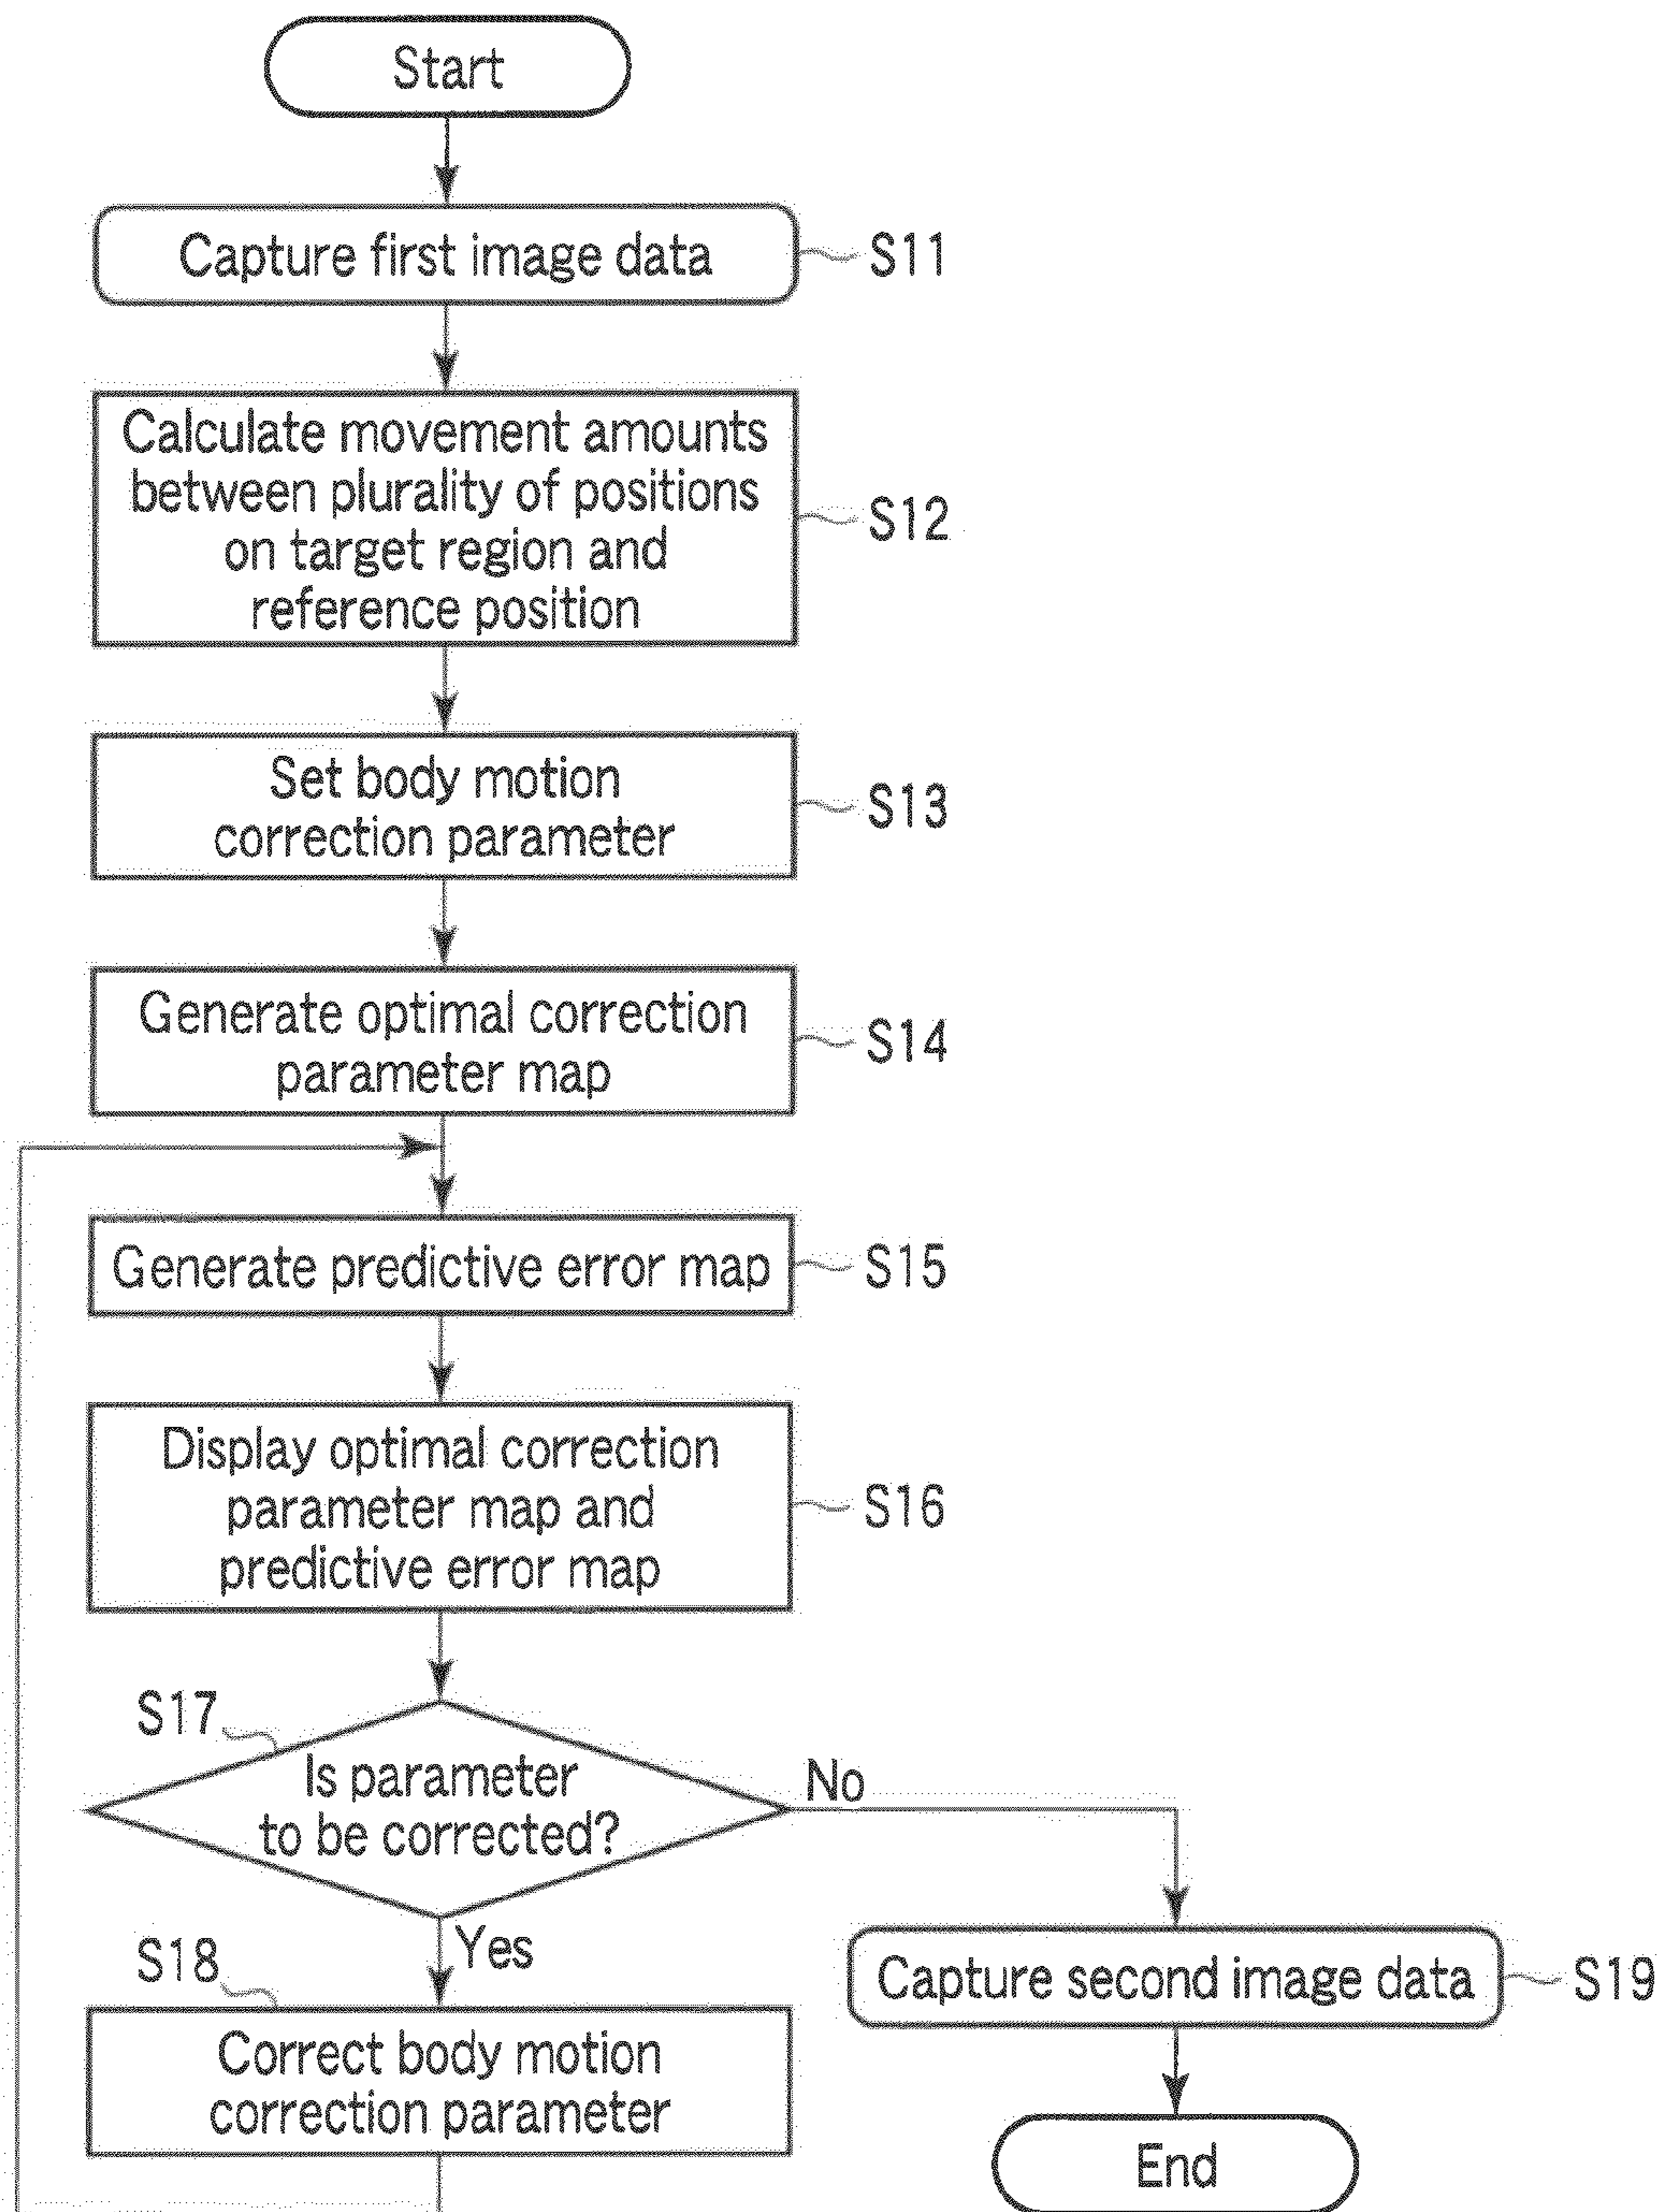 Start
Capture first image data
S11
Calculate movement amounts
between plurality of positions
on target region and
reference position
S12
Set body motion
correction parameter
S13
Generate optimal correction
parameter map
S14
Generate predictive error map
S15
Display optimal correction
parameter map and
predictive error map
S16
S17
Is parameter
to be corrected?
No
Yes
S18
Correct body motion
correction parameter
Capture second image data
S19
End